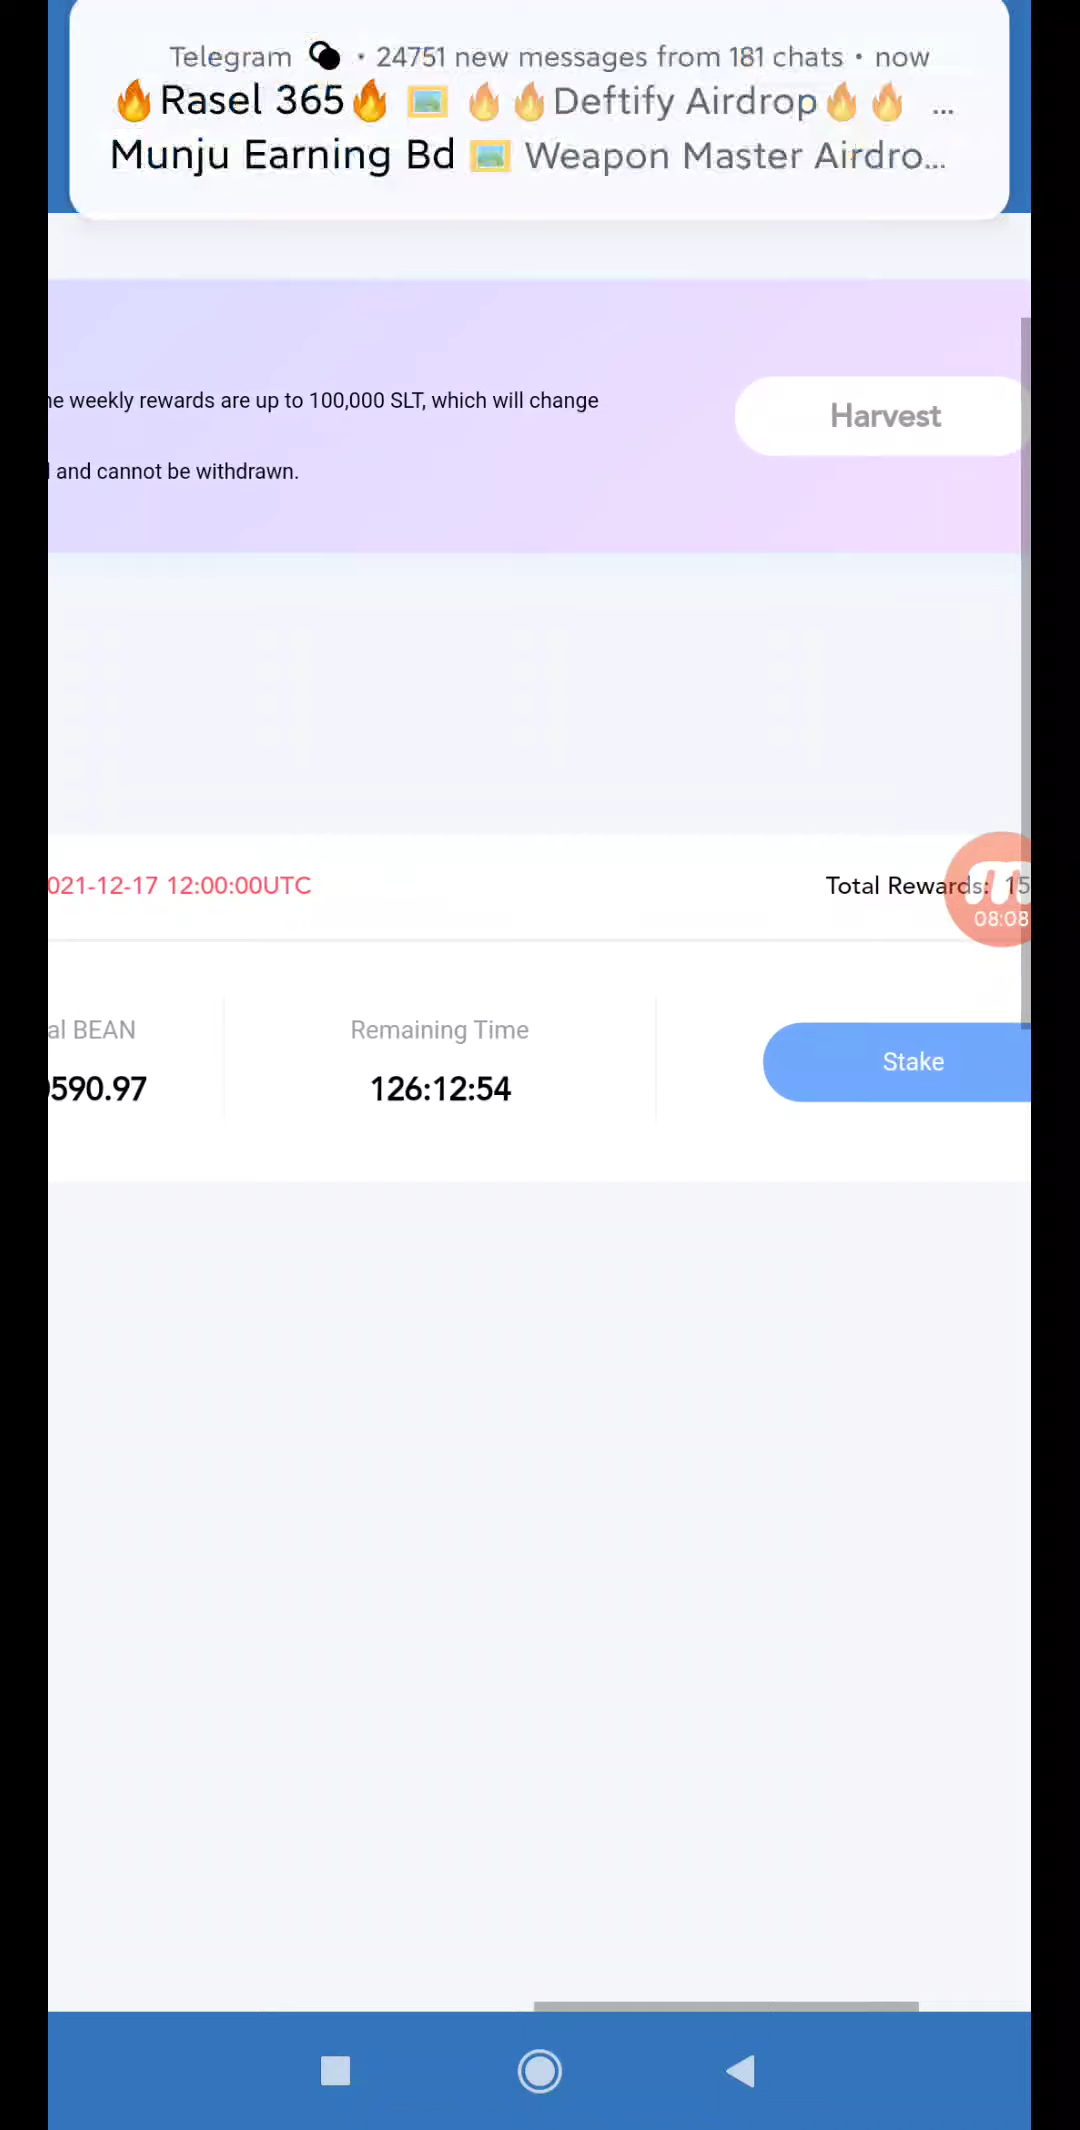 Telegram • 24751 new messages from 181 chats • now
🔥Rasel 365🔥 🖼️ 🔥🔥Deftify Airdrop🔥🔥 ...
Munju Earning Bd 🖼️ Weapon Master Airdro...
weekly rewards are up to 100,000 SLT, which will change
Harvest
and cannot be withdrawn.
021-12-17 12:00:00UTC
Total Rewards: 15
08:08
al BEAN
Remaining Time
Stake
590.97
126:12:54